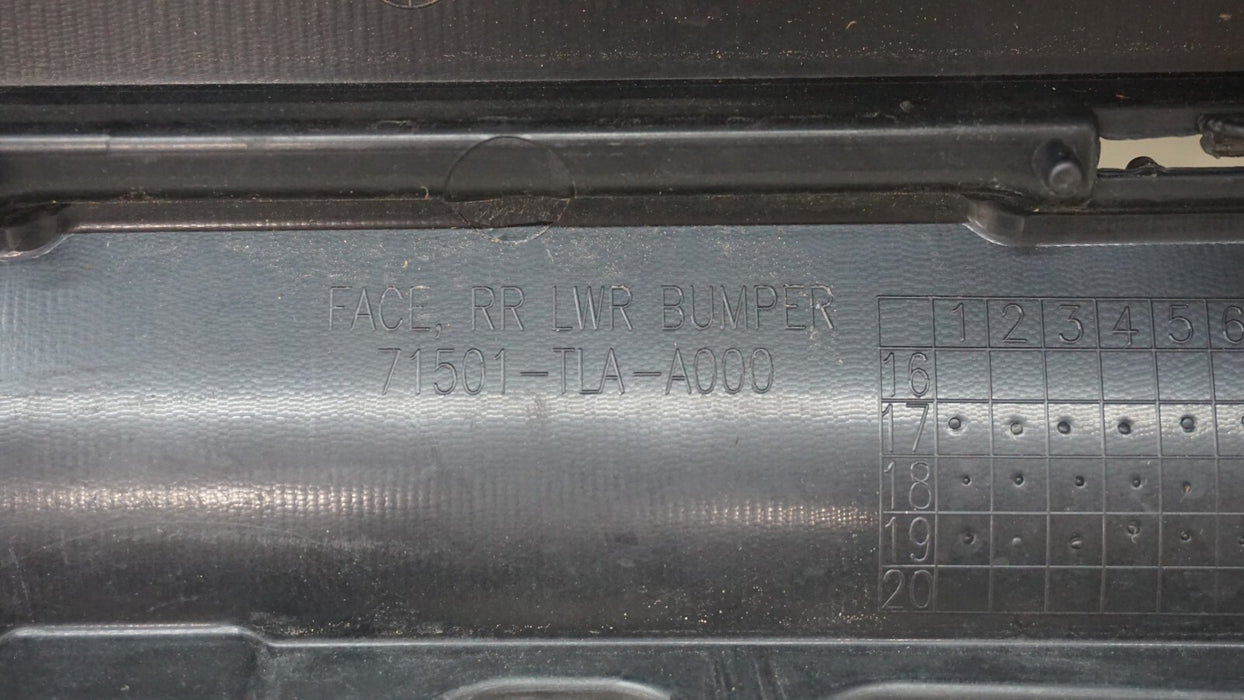 FACE, RR LWR BUMPER
71501-TLA-A000
1 2 3 4 5 6
16
17
18
19
20